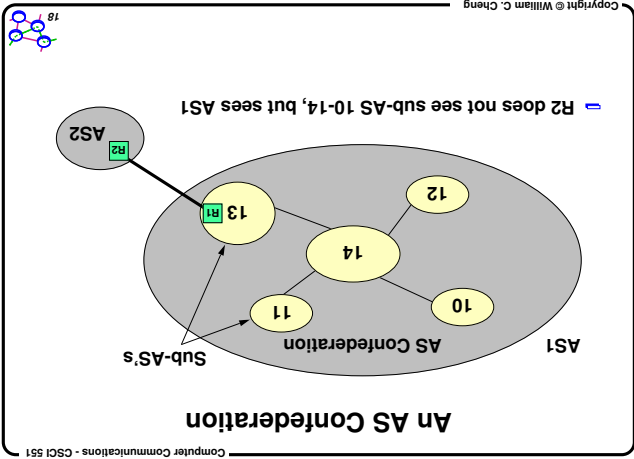 Computer Communications - CSCI 551
An AS Confederation
AS1
AS Confederation
Sub-AS's
10
11
14
12
13
R1
R2
AS2
R2 does not see sub-AS 10-14, but sees AS1
Copyright © William C. Cheng
18